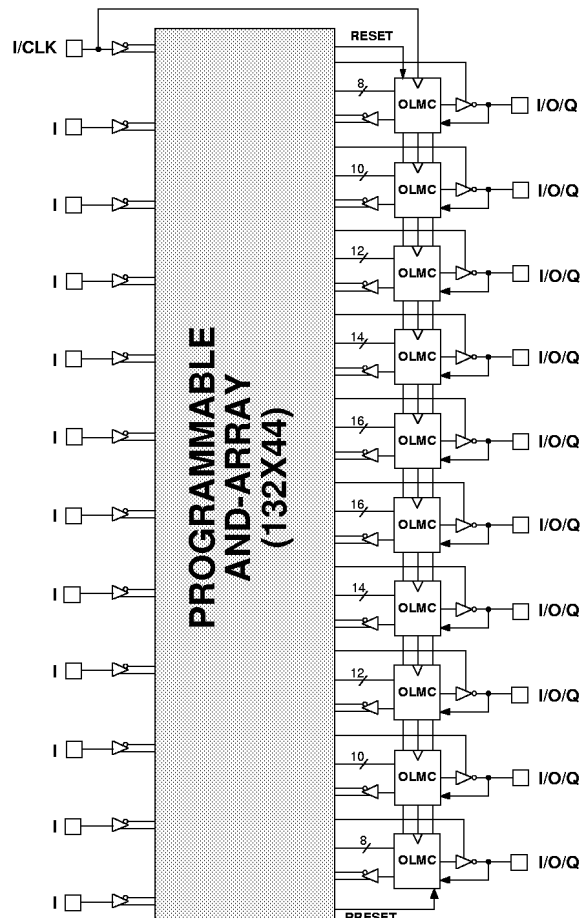 RESET
I/CLK
8
OLMC
I/O/Q
I
10
OLMC
I/O/Q
I
12
OLMC
I/O/Q
I
14
OLMC
I/O/Q
I
PROGRAMMABLE
AND-ARRAY
(132X44)
16
OLMC
I/O/Q
I
16
OLMC
I/O/Q
I
14
OLMC
I/O/Q
I
12
OLMC
I/O/Q
I
10
OLMC
I/O/Q
I
8
OLMC
I/O/Q
I
I
PRESET